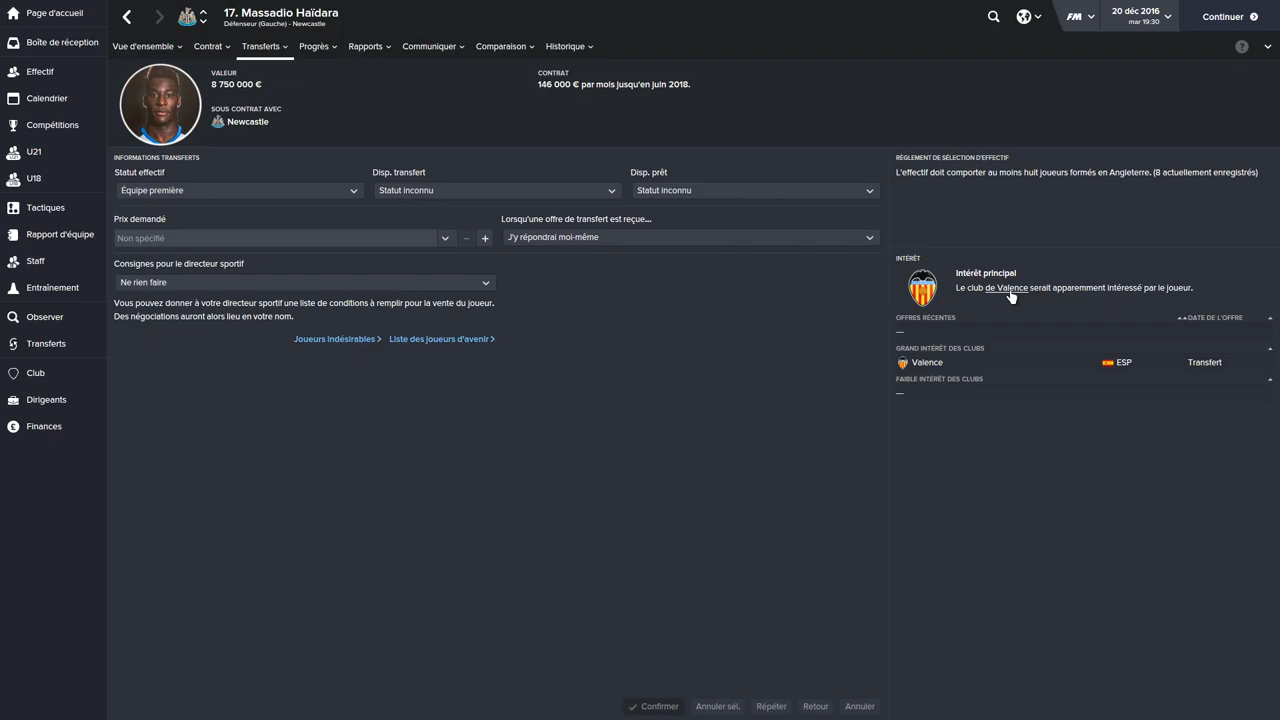 Page d'accueil
Boîte de réception
Effectif
Calendrier
Compétitions
U21
U21
U18
U18
Tactiques
Rapport d'équipe
Staff
Entraînement
Observer
Transferts
Club
Dirigeants
Finances
17. Massadio Haïdara
Défenseur (Gauche) - Newcastle
FM
20 déc 2016
mar 19:30
Continuer
Vue d'ensemble
Contrat
Transferts
Progrès
Rapports
Communiquer
Comparaison
Historique
?
VALEUR
8 750 000 €
SOUS CONTRAT AVEC
Newcastle
CONTRAT
146 000 € par mois jusqu'en juin 2018.
INFORMATIONS TRANSFERTS
Statut effectif
Disp. transfert
Disp. prêt
Équipe première
Statut inconnu
Statut inconnu
Prix demandé
Lorsqu'une offre de transfert est reçue...
Non spécifié
J'y répondrai moi-même
Consignes pour le directeur sportif
Ne rien faire
Vous pouvez donner à votre directeur sportif une liste de conditions à remplir pour la vente du joueur.
Des négociations auront alors lieu en votre nom.
Joueurs indésirables
Liste des joueurs d'avenir
RÈGLEMENT DE SÉLECTION D'EFFECTIF
L'effectif doit comporter au moins huit joueurs formés en Angleterre. (8 actuellement enregistrés)
INTÉRÊT
Intérêt principal
Le club de Valence serait apparemment intéressé par le joueur.
OFFRES RÉCENTES
DATE DE L'OFFRE
---
GRAND INTÉRÊT DES CLUBS
Valence
ESP
Transfert
FAIBLE INTÉRÊT DES CLUBS
---
Confirmer
Annuler sél.
Répéter
Retour
Annuler